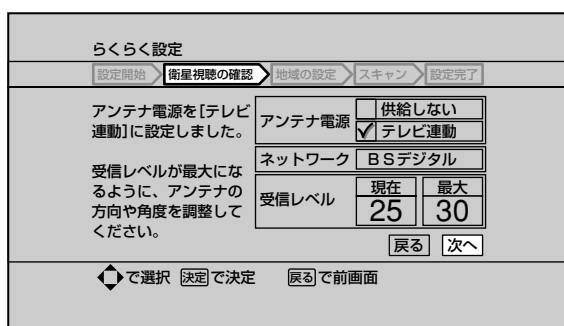 らくらく設定
設定開始 衛星視聴の確認 地域の設定 スキャン 設定完了
アンテナ電源を[テレビ
連動]に設定しました。
受信レベルが最大にな
るように、アンテナの
方向や角度を調整して
ください。
アンテナ電源 供給しない
テレビ連動
ネットワーク BSデジタル
受信レベル 現在 最大
25 30
戻る 次へ
で選択 決定で決定 戻るで前画面